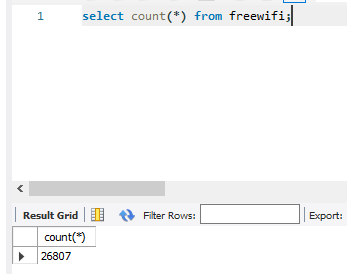 1 select count(*) from freewifi;
Result Grid Filter Rows: Export:
count(*)
26807